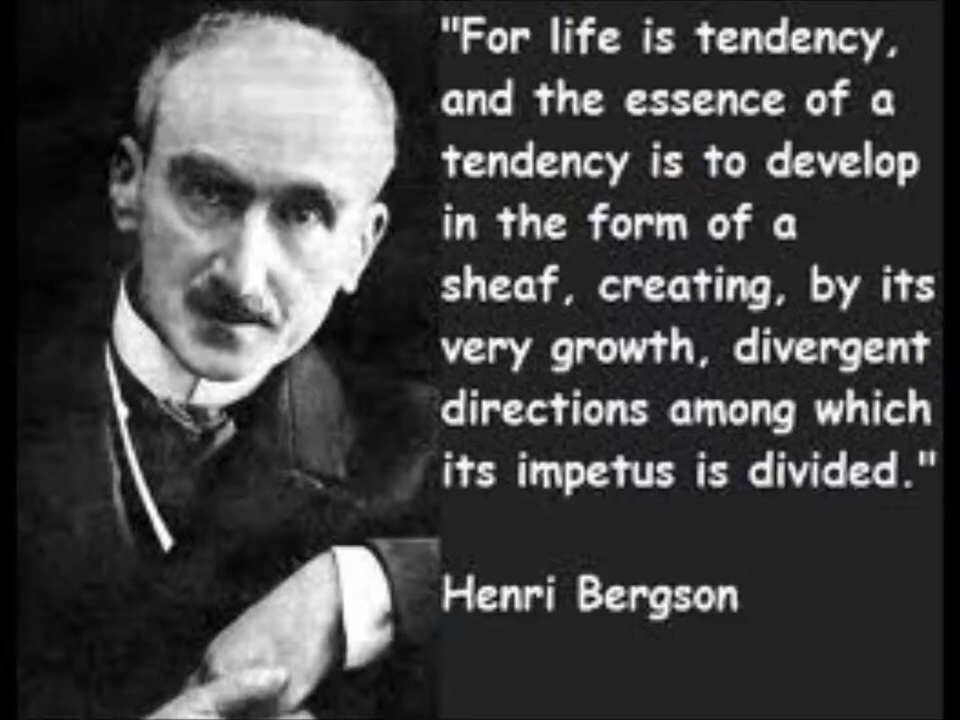 "For life is tendency,
and the essence of a
tendency is to develop
in the form of a
sheaf, creating, by its
very growth, divergent
directions among which
its impetus is divided."
Henri Bergson